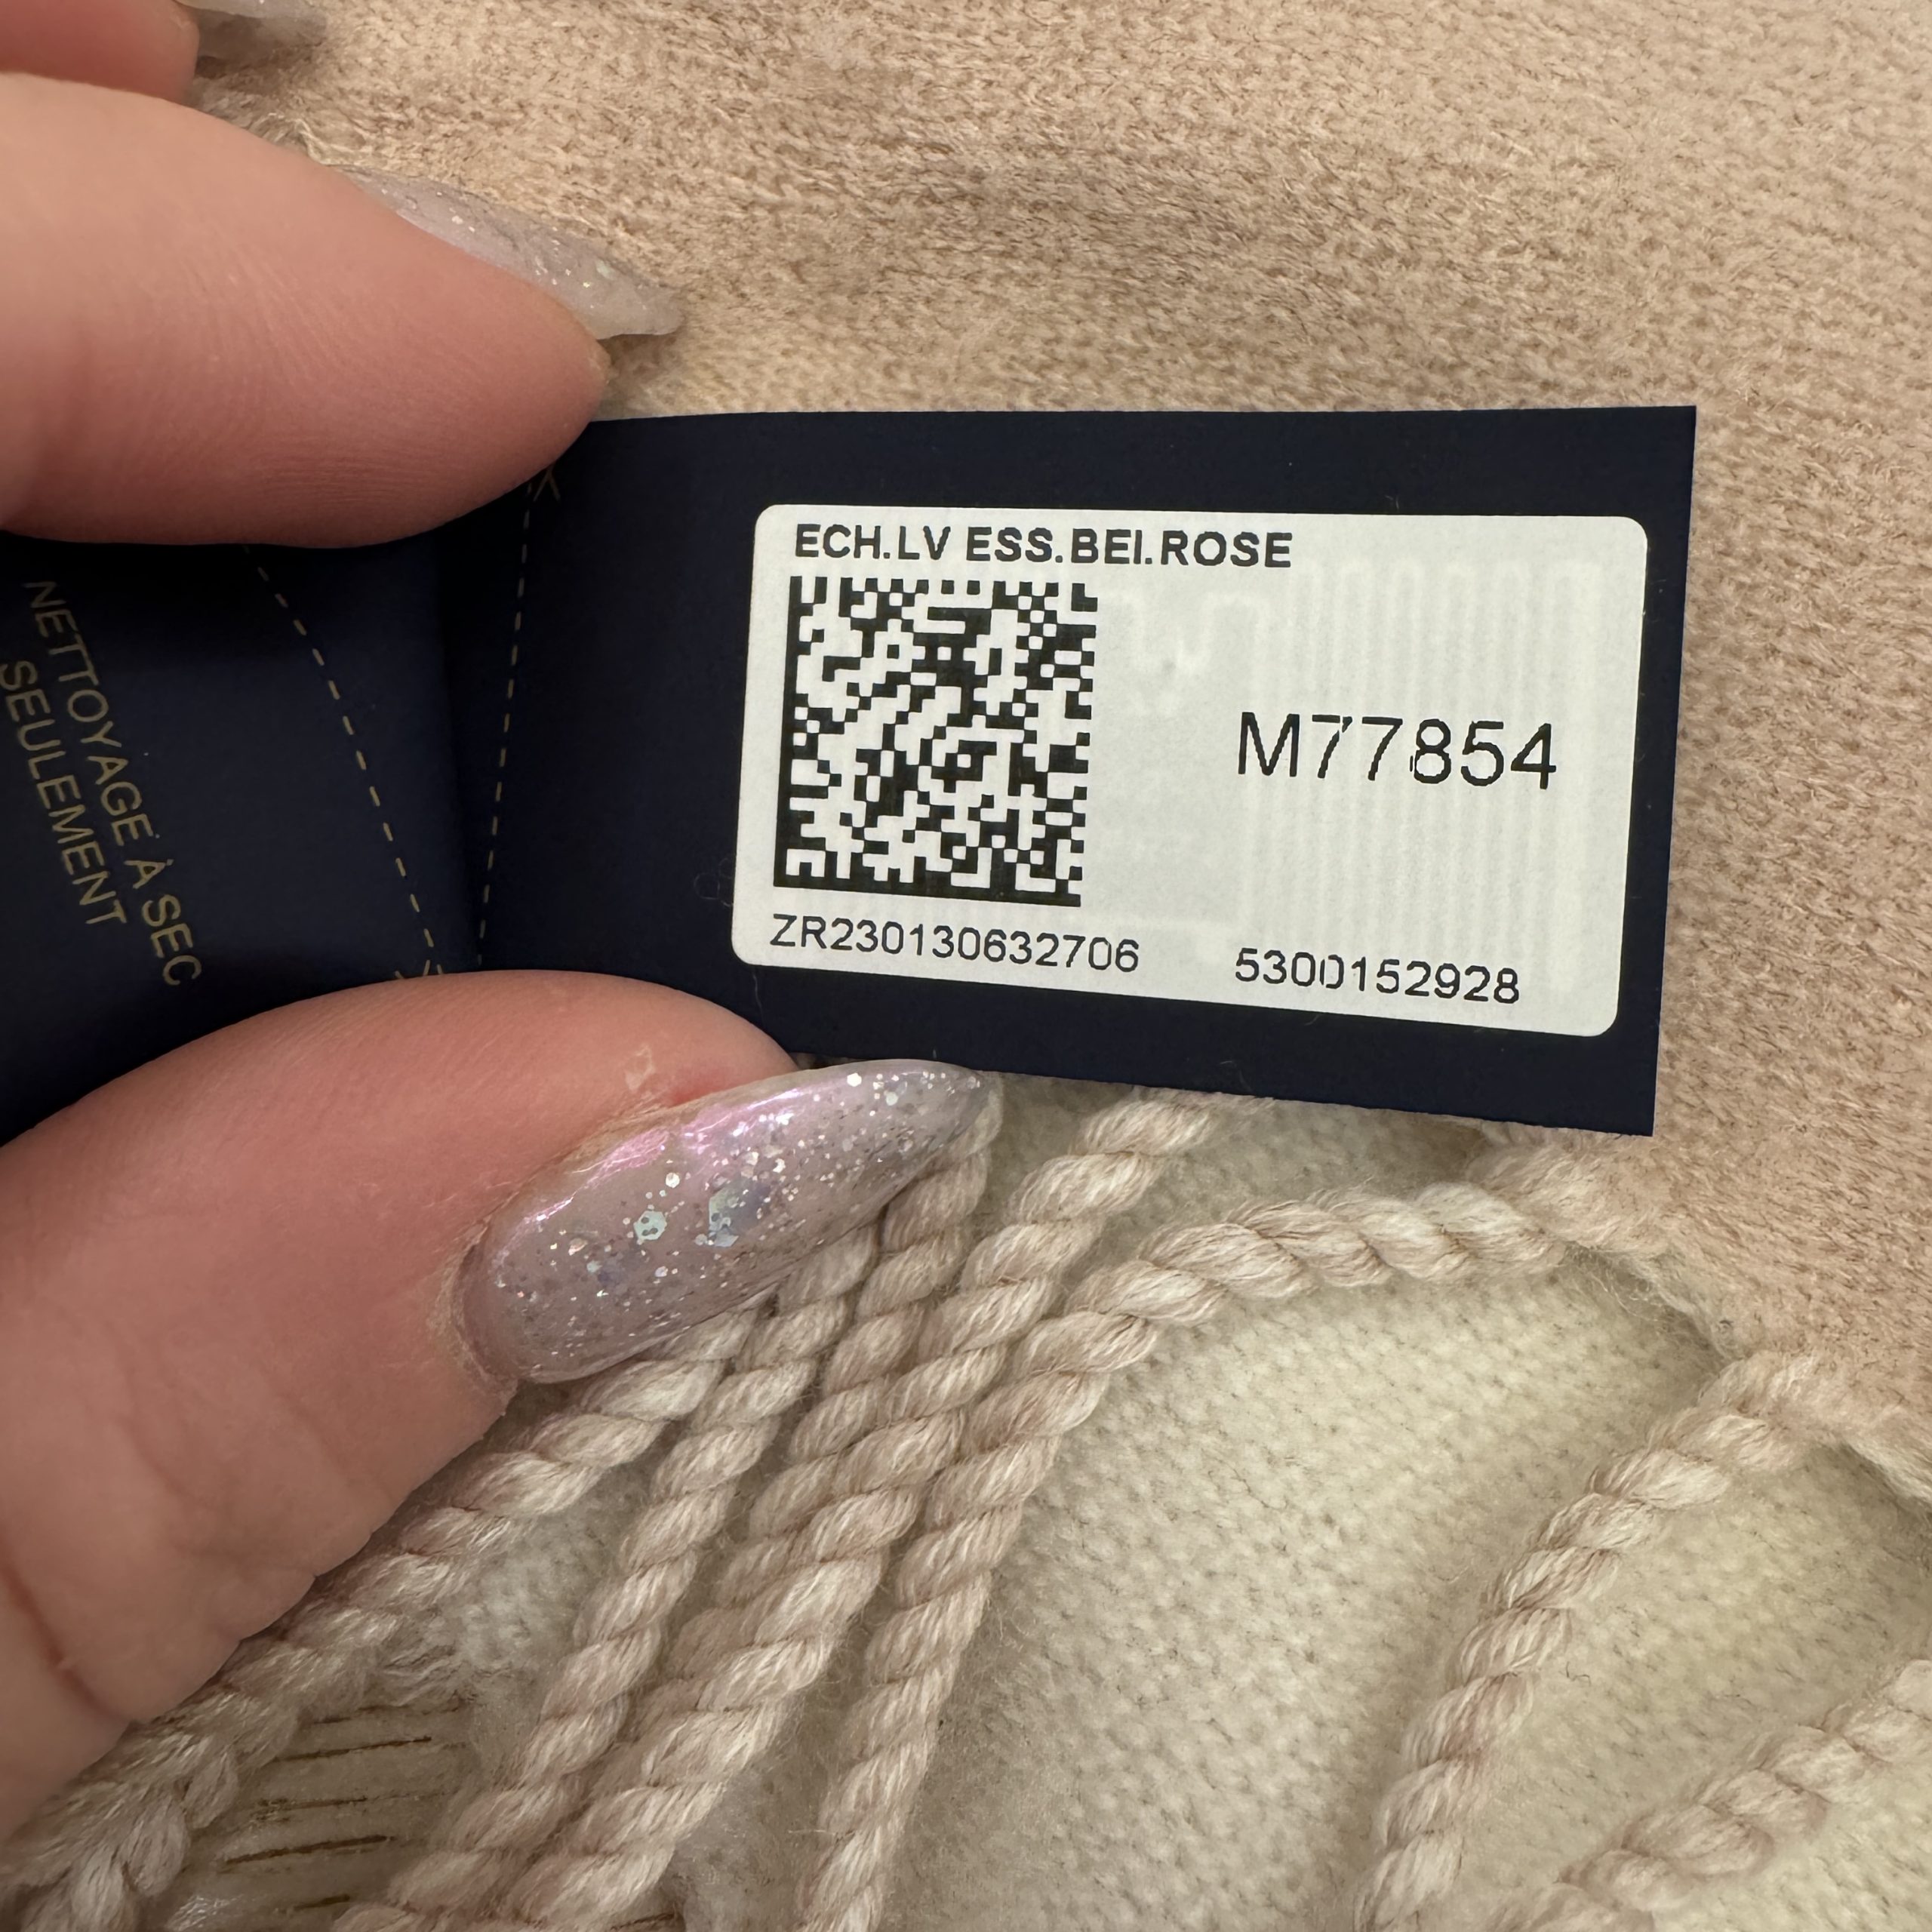 ECH.LV ESS.BEI.ROSE
M77854
ZR230130632706 5300152928
NETTOYAGE À SEC
SEULEMENT